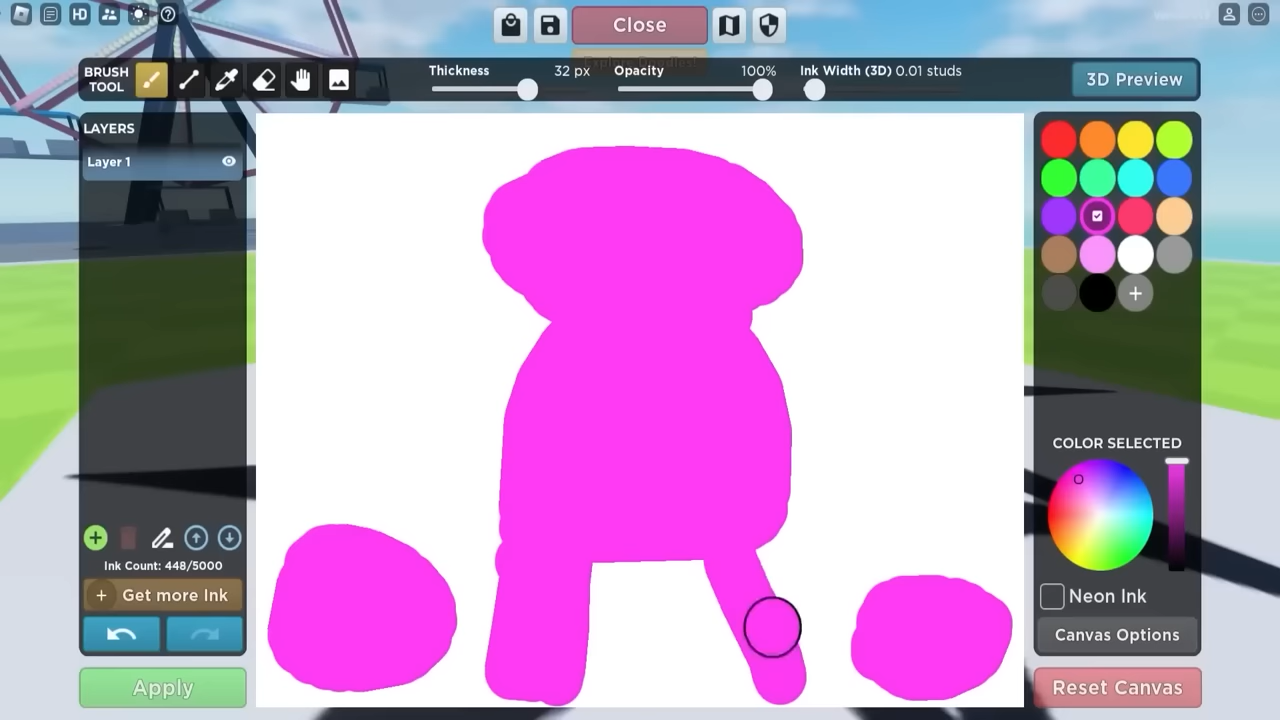 HD
Close
BRUSH
TOOL
Thickness
32 px
Opacity
100%
Ink Width (3D) 0.01 studs
3D Preview
LAYERS
Layer 1
Ink Count: 448/5000
+ Get more Ink
Apply
COLOR SELECTED
Neon Ink
Canvas Options
Reset Canvas